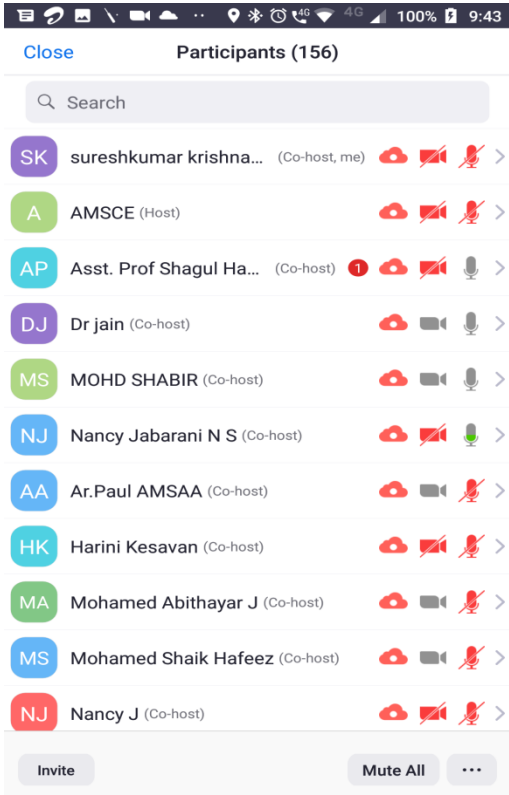 4G 4G 100% 9:43
Close Participants (156)
Search
SK sureshkumar krishna... (Co-host, me)
A AMSCE (Host)
AP Asst. Prof Shagul Ha... (Co-host) 1
DJ Dr jain (Co-host)
MS MOHD SHABIR (Co-host)
NJ Nancy Jabarani N S (Co-host)
AA Ar.Paul AMSAA (Co-host)
HK Harini Kesavan (Co-host)
MA Mohamed Abithayar J (Co-host)
MS Mohamed Shaik Hafeez (Co-host)
NJ Nancy J (Co-host)
Invite Mute All ...